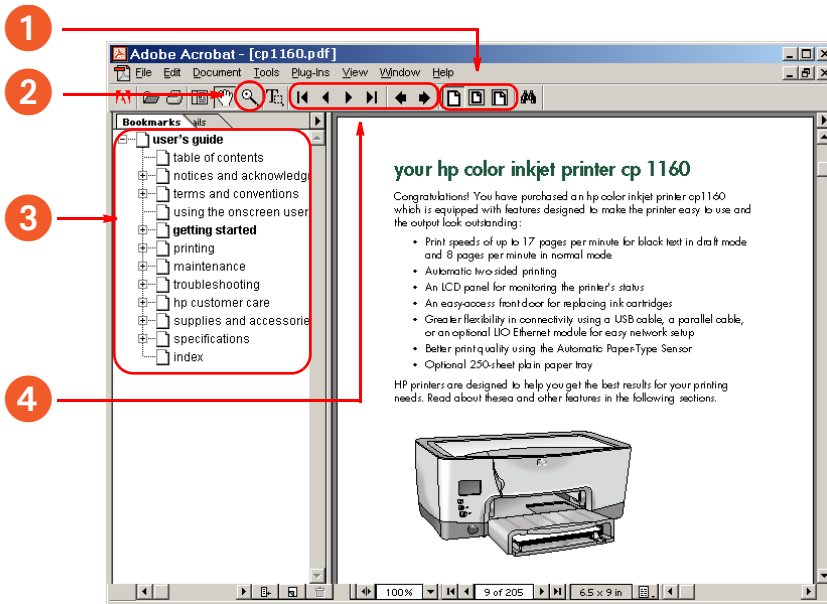 1
Adobe Acrobat - [cp1160.pdf]
File Edit Document Tools Plug-Ins View Window Help
2
Bookmarks ails
user's guide
table of contents
notices and acknowledgr
terms and conventions
using the onscreen user
getting started
printing
maintenance
troubleshooting
hp customer care
supplies and accessorie
specifications
index
3
4
your hp color inkjet printer cp 1160
Congratulations! You have purchased an hp color inkjet printer cp1160
which is equipped with features designed to make the printer easy to use and
the output look outstanding:
• Print speeds of up to 17 pages per minute for black text in draft mode
and 8 pages per minute in normal mode
• Automatic two-sided printing
• An LCD panel for monitoring the printer's status
• An easy-access front door for replacing ink cartridges
• Greater flexibility in connectivity using a USB cable, a parallel cable,
or an optional LIO Ethernet module for easy network setup
• Better print quality using the Automatic Paper-Type Sensor
• Optional 250-sheet plain paper tray
HP printers are designed to help you get the best results for your printing
needs. Read about thesea and other features in the following sections.
100% 9 of 205 6.5 x 9 in